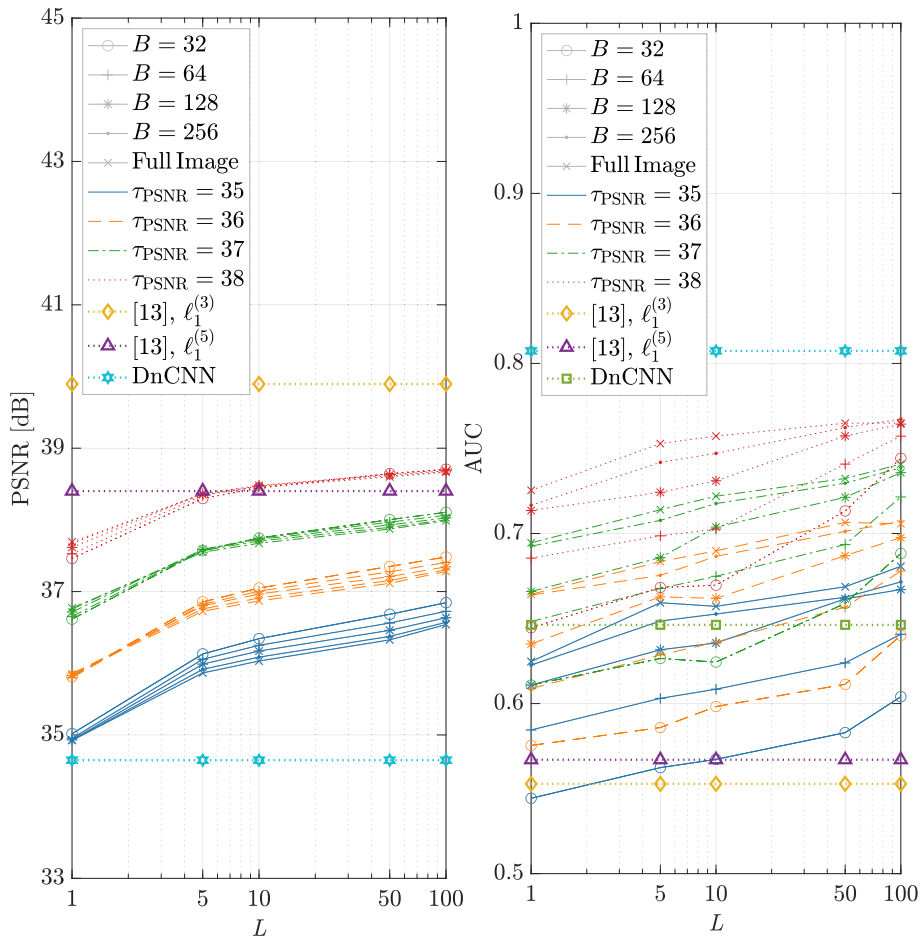 45
43
41
39
37
35
33
PSNR [dB]
1
5
10
50
100
L
B = 32
B = 64
B = 128
B = 256
Full Image
τPSNR = 35
τPSNR = 36
τPSNR = 37
τPSNR = 38
[13], ℓ1(3)
[13], ℓ1(5)
DnCNN
1
0.9
0.8
0.7
0.6
0.5
AUC
1
5
10
50
100
L
B = 32
B = 64
B = 128
B = 256
Full Image
τPSNR = 35
τPSNR = 36
τPSNR = 37
τPSNR = 38
[13], ℓ1(3)
[13], ℓ1(5)
DnCNN